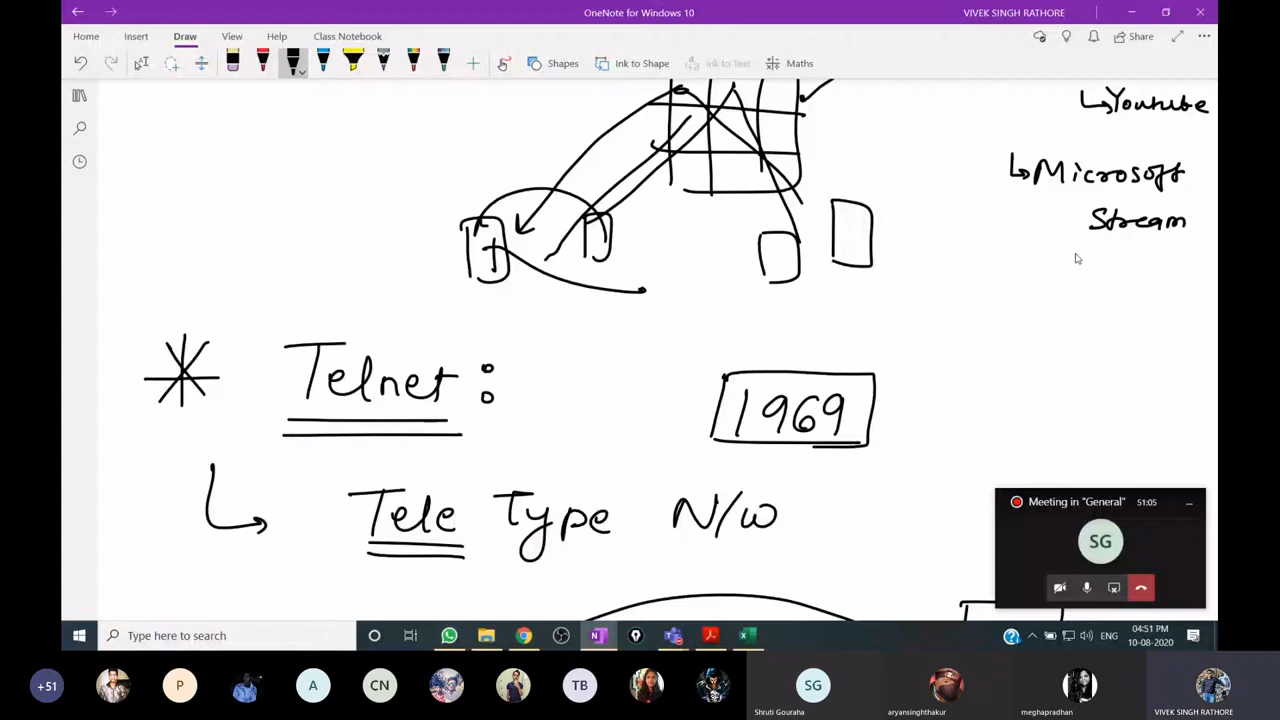 OneNote for Windows 10
VIVEK SINGH RATHORE
Home Insert Draw View Help Class Notebook
Share
Shapes Ink to Shape Ink to Text Maths
Youtube
Microsoft
Stream
Telnet :
1969
Tele Type N/w
Meeting in "General" 51:05
SG
Type here to search
ENG
04:51 PM
10-08-2020
+51 P A CN TB SG
Shruti Gouraha aryansinghthakur meghapradhan VIVEK SINGH RATHORE